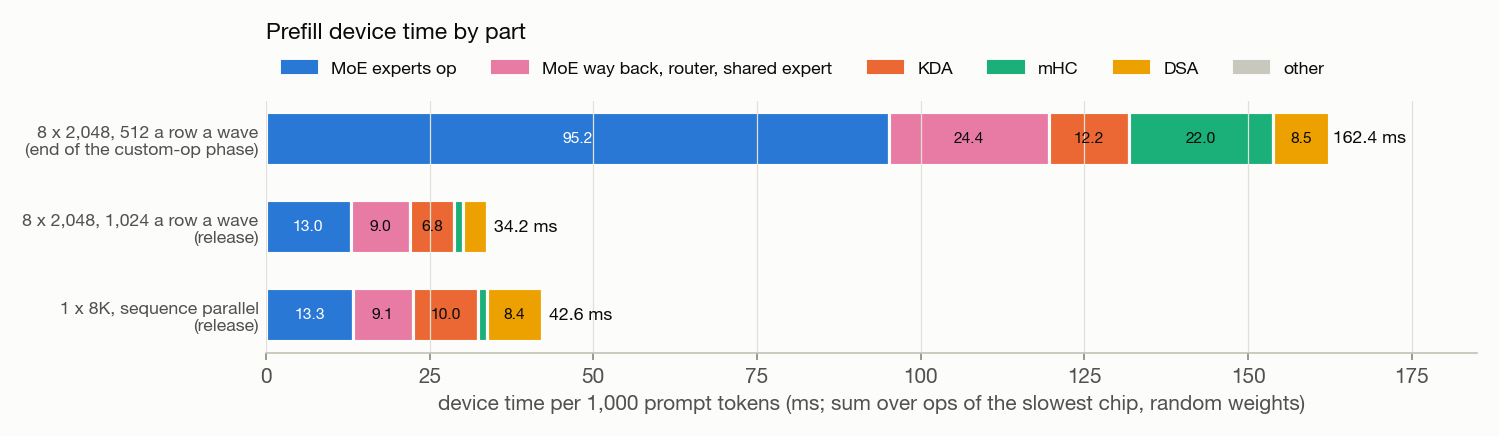 Prefill device time by part
MoE experts op MoE way back, router, shared expert KDA mHC DSA other
8 x 2,048, 512 a row a wave
(end of the custom-op phase)
95.2 24.4 12.2 22.0 8.5 162.4 ms
8 x 2,048, 1,024 a row a wave
(release)
13.0 9.0 6.8 34.2 ms
1 x 8K, sequence parallel
(release)
13.3 9.1 10.0 8.4 42.6 ms
0 25 50 75 100 125 150 175
device time per 1,000 prompt tokens (ms; sum over ops of the slowest chip, random weights)